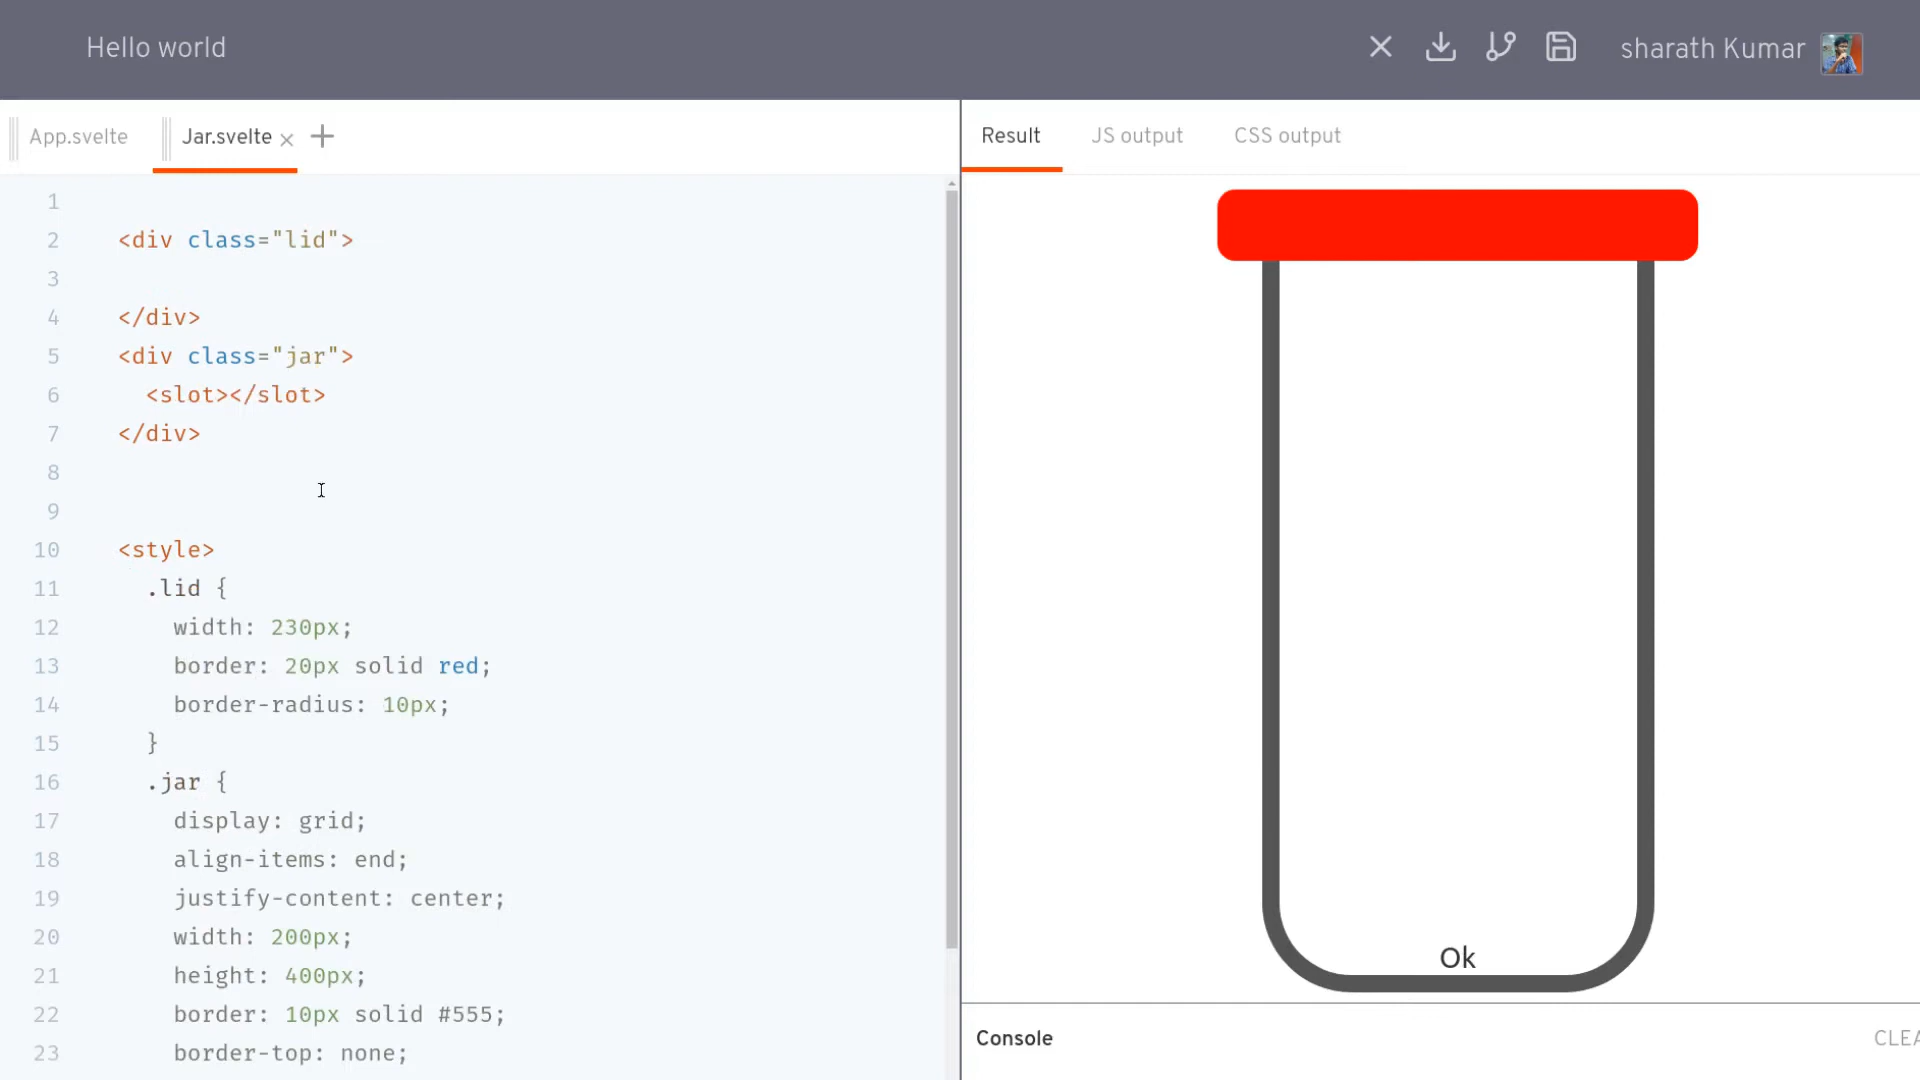 Hello world
sharath Kumar
App.svelte
Jar.svelte
Result
JS output
CSS output
1
2 <div class="lid">
3
4 </div>
5 <div class="jar">
6 <slot></slot>
7 </div>
8
9
10 <style>
11 .lid {
12 width: 230px;
13 border: 20px solid red;
14 border-radius: 10px;
15 }
16 .jar {
17 display: grid;
18 align-items: end;
19 justify-content: center;
20 width: 200px;
21 height: 400px;
22 border: 10px solid #555;
23 border-top: none;
Ok
Console
CLEA